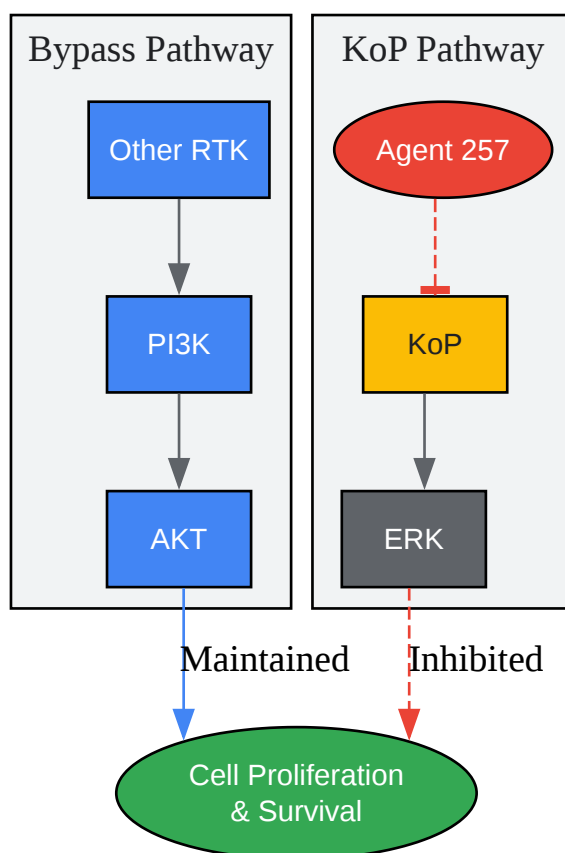 Bypass Pathway
Other RTK
PI3K
AKT
KoP Pathway
Agent 257
KoP
ERK
Maintained
Inhibited
Cell Proliferation
& Survival